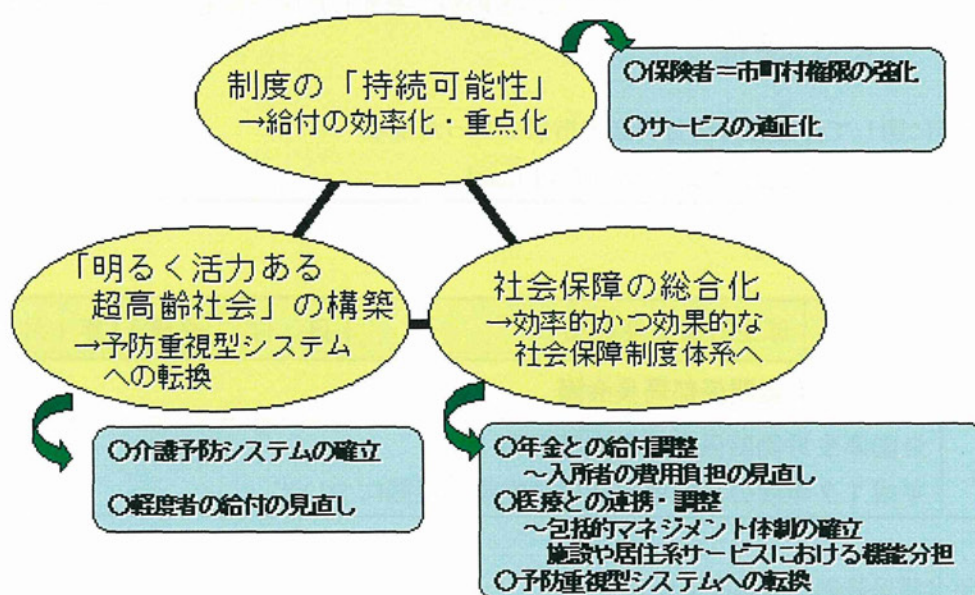 制度の「持続可能性」
→給付の効率化・重点化
○保険者＝市町村権限の強化
○サービスの適正化
「明るく活力ある
超高齢社会」の構築
→予防重視型システム
への転換
社会保障の総合化
→効率的かつ効果的な
社会保障制度体系へ
○介護予防システムの確立
○軽度者の給付の見直し
○年金との給付調整
～入所者の費用負担の見直し
○医療との連携・調整
～包括的マネジメント体制の確立
施設や居住系サービスにおける機能分担
○予防重視型システムへの転換